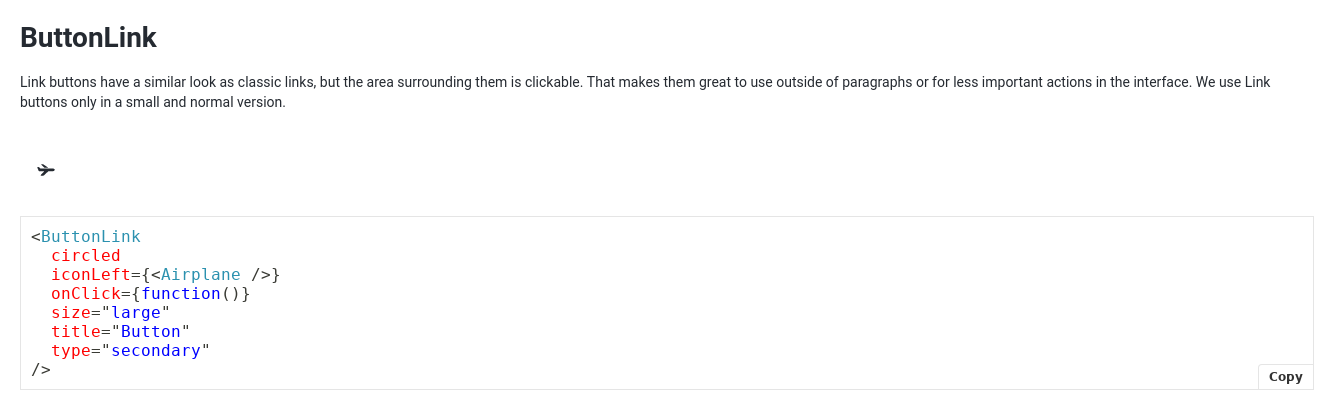 ButtonLink
Link buttons have a similar look as classic links, but the area surrounding them is clickable. That makes them great to use outside of paragraphs or for less important actions in the interface. We use Link
buttons only in a small and normal version.
<ButtonLink
  circled
  iconLeft={<Airplane />}
  onClick={function()}
  size="large"
  title="Button"
  type="secondary"
/>
Copy